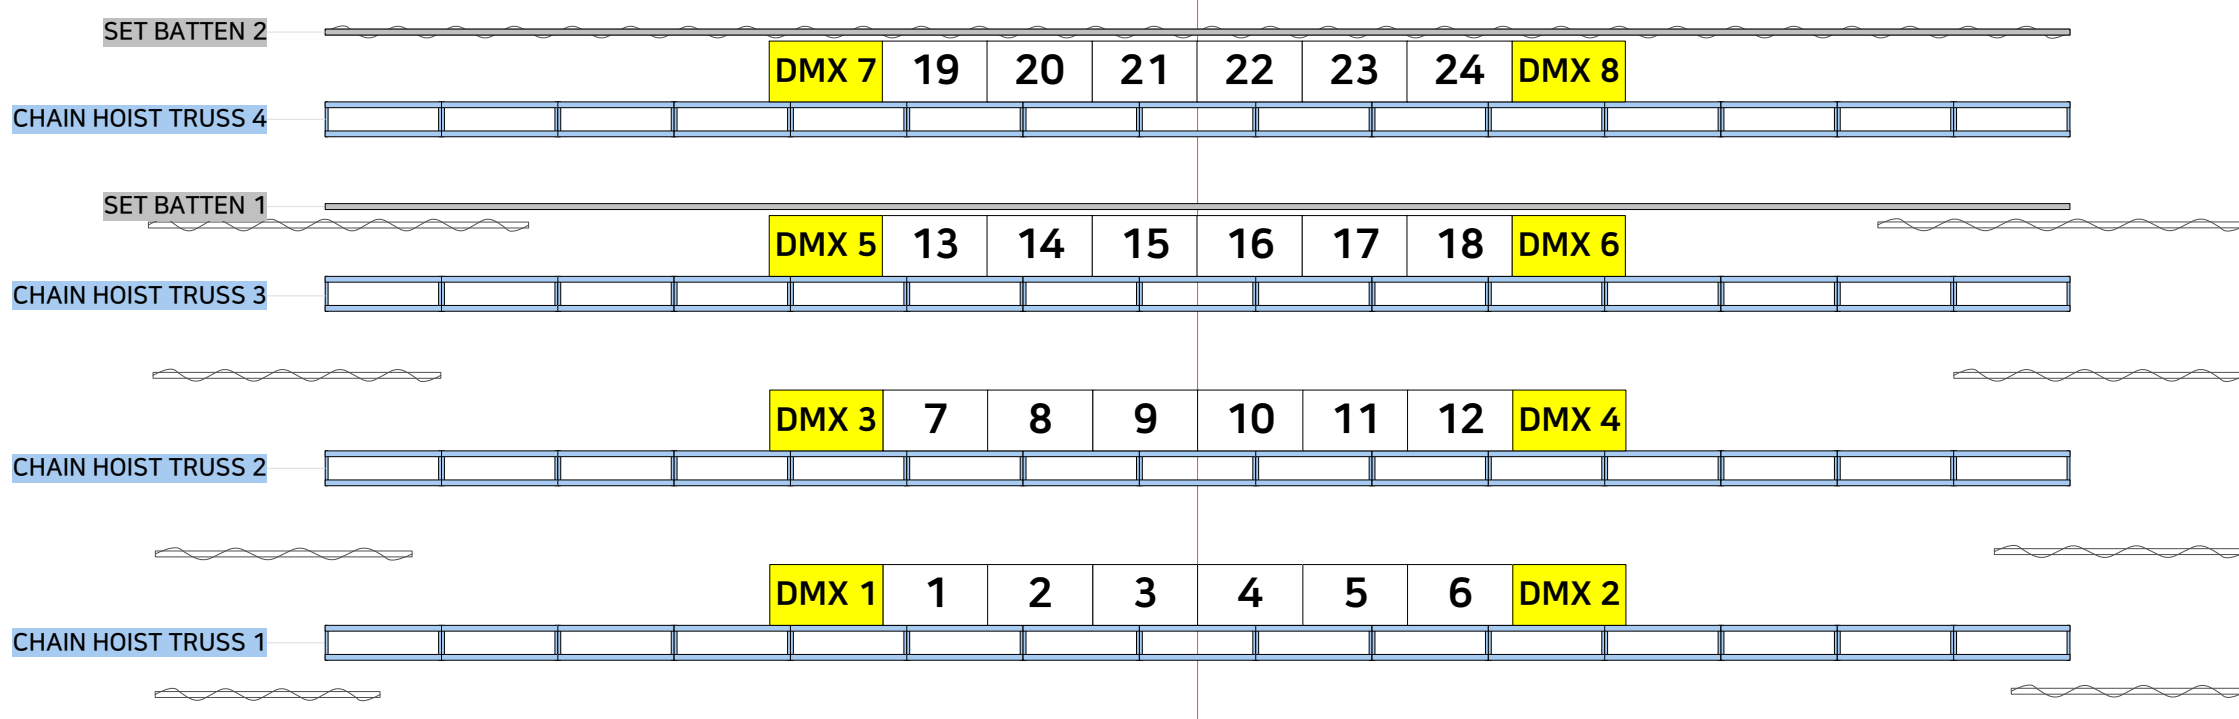 SET BATTEN 2
DMX 7 19 20 21 22 23 24 DMX 8
CHAIN HOIST TRUSS 4
SET BATTEN 1
DMX 5 13 14 15 16 17 18 DMX 6
CHAIN HOIST TRUSS 3
DMX 3 7 8 9 10 11 12 DMX 4
CHAIN HOIST TRUSS 2
DMX 1 1 2 3 4 5 6 DMX 2
CHAIN HOIST TRUSS 1